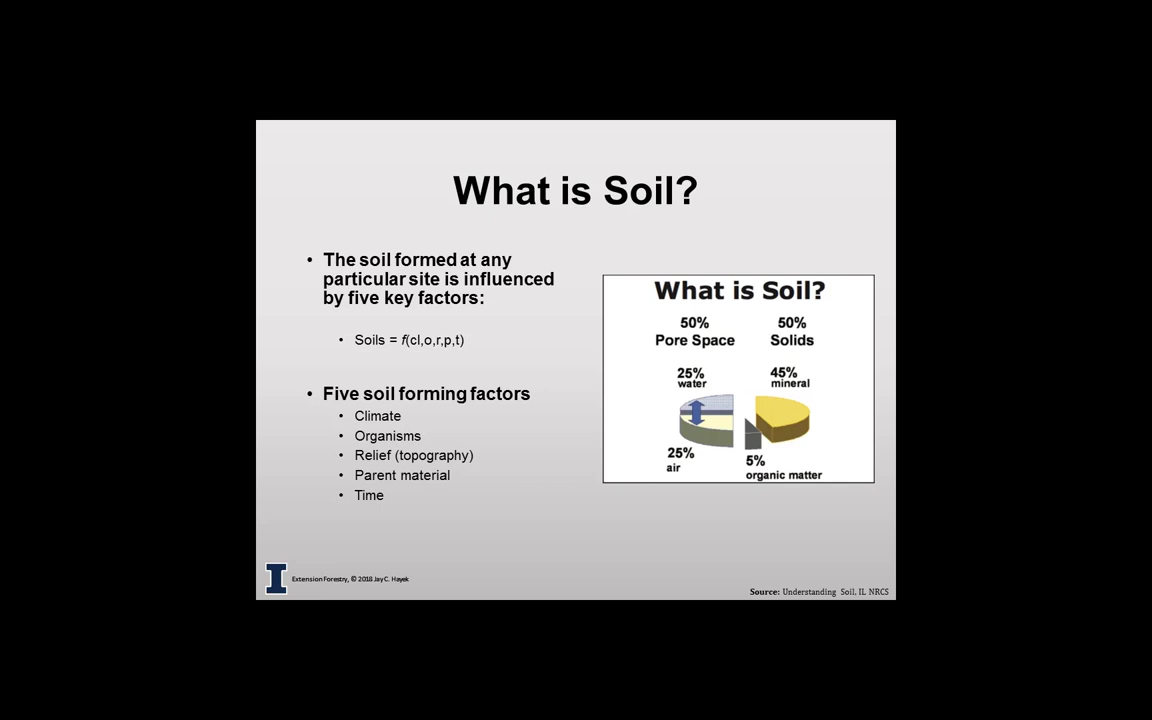 What is Soil?
• The soil formed at any
particular site is influenced
by five key factors:
• Soils = f(cl,o,r,p,t)
• Five soil forming factors
• Climate
• Organisms
• Relief (topography)
• Parent material
• Time
What is Soil?
50%
Pore Space
50%
Solids
25%
water
45%
mineral
25%
air
5%
organic matter
I
Extension Forestry, © 2018 Jay C. Hayek
Source: Understanding Soil, IL NRCS